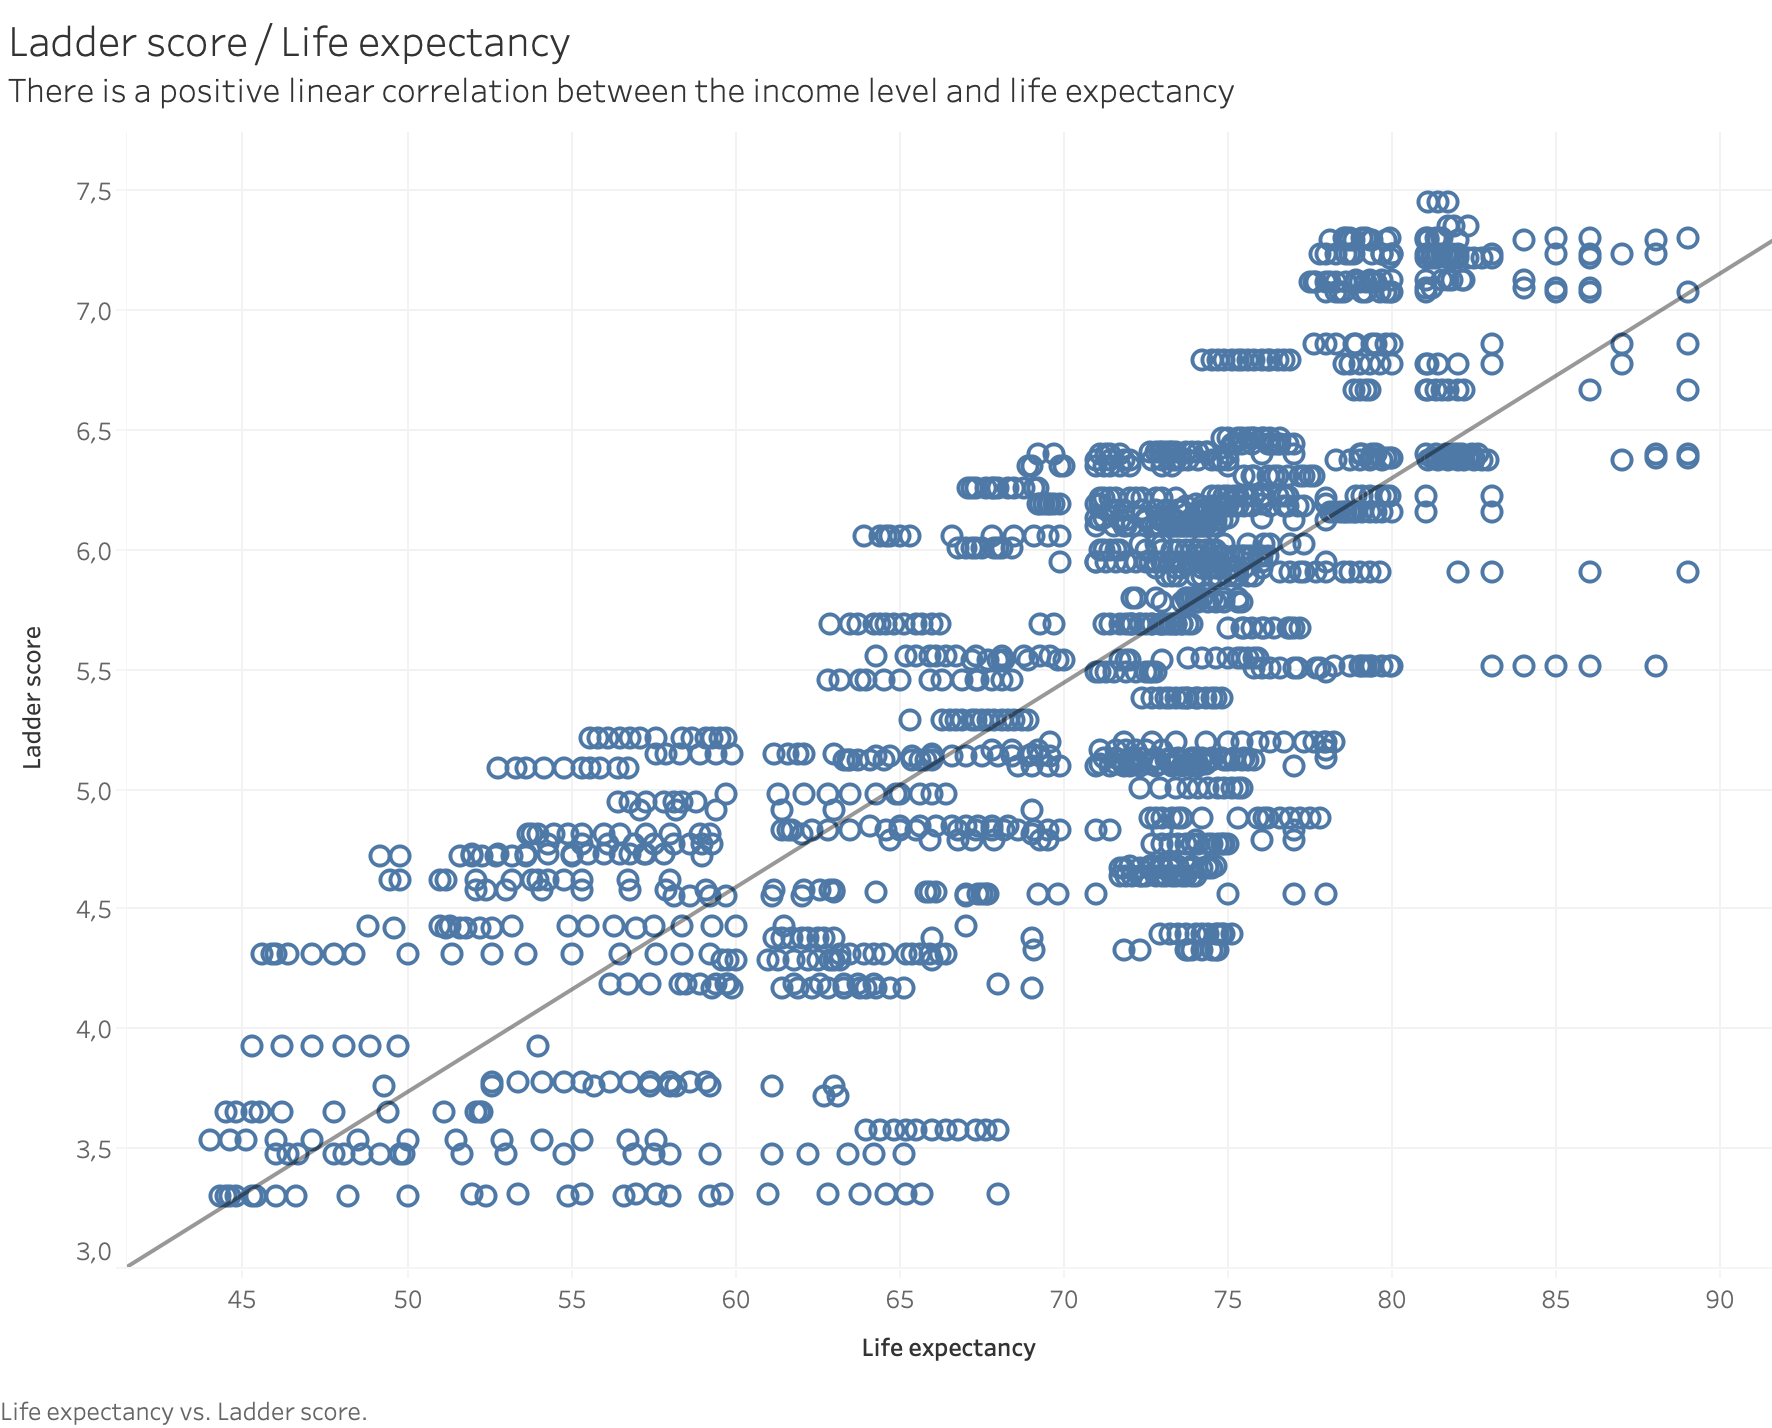 Ladder score / Life expectancy
There is a positive linear correlation between the income level and life expectancy
7,5
7,0
6,5
6,0
5,5
5,0
4,5
4,0
3,5
3,0
Ladder score
45 50 55 60 65 70 75 80 85 90
Life expectancy
Life expectancy vs. Ladder score.